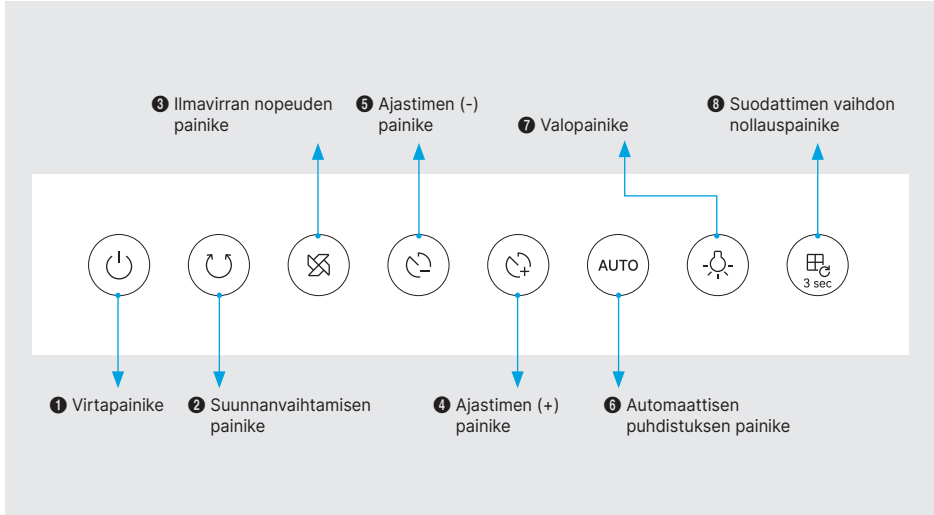 ❸ Ilmavirran nopeuden
painike
❺ Ajastimen (-)
painike
❼ Valopainike
❽ Suodattimen vaihdon
nollauspainike
AUTO
3 sec
❶ Virtapainike
❷ Suunnanvaihtamisen
painike
❹ Ajastimen (+)
painike
❻ Automaattisen
puhdistuksen painike